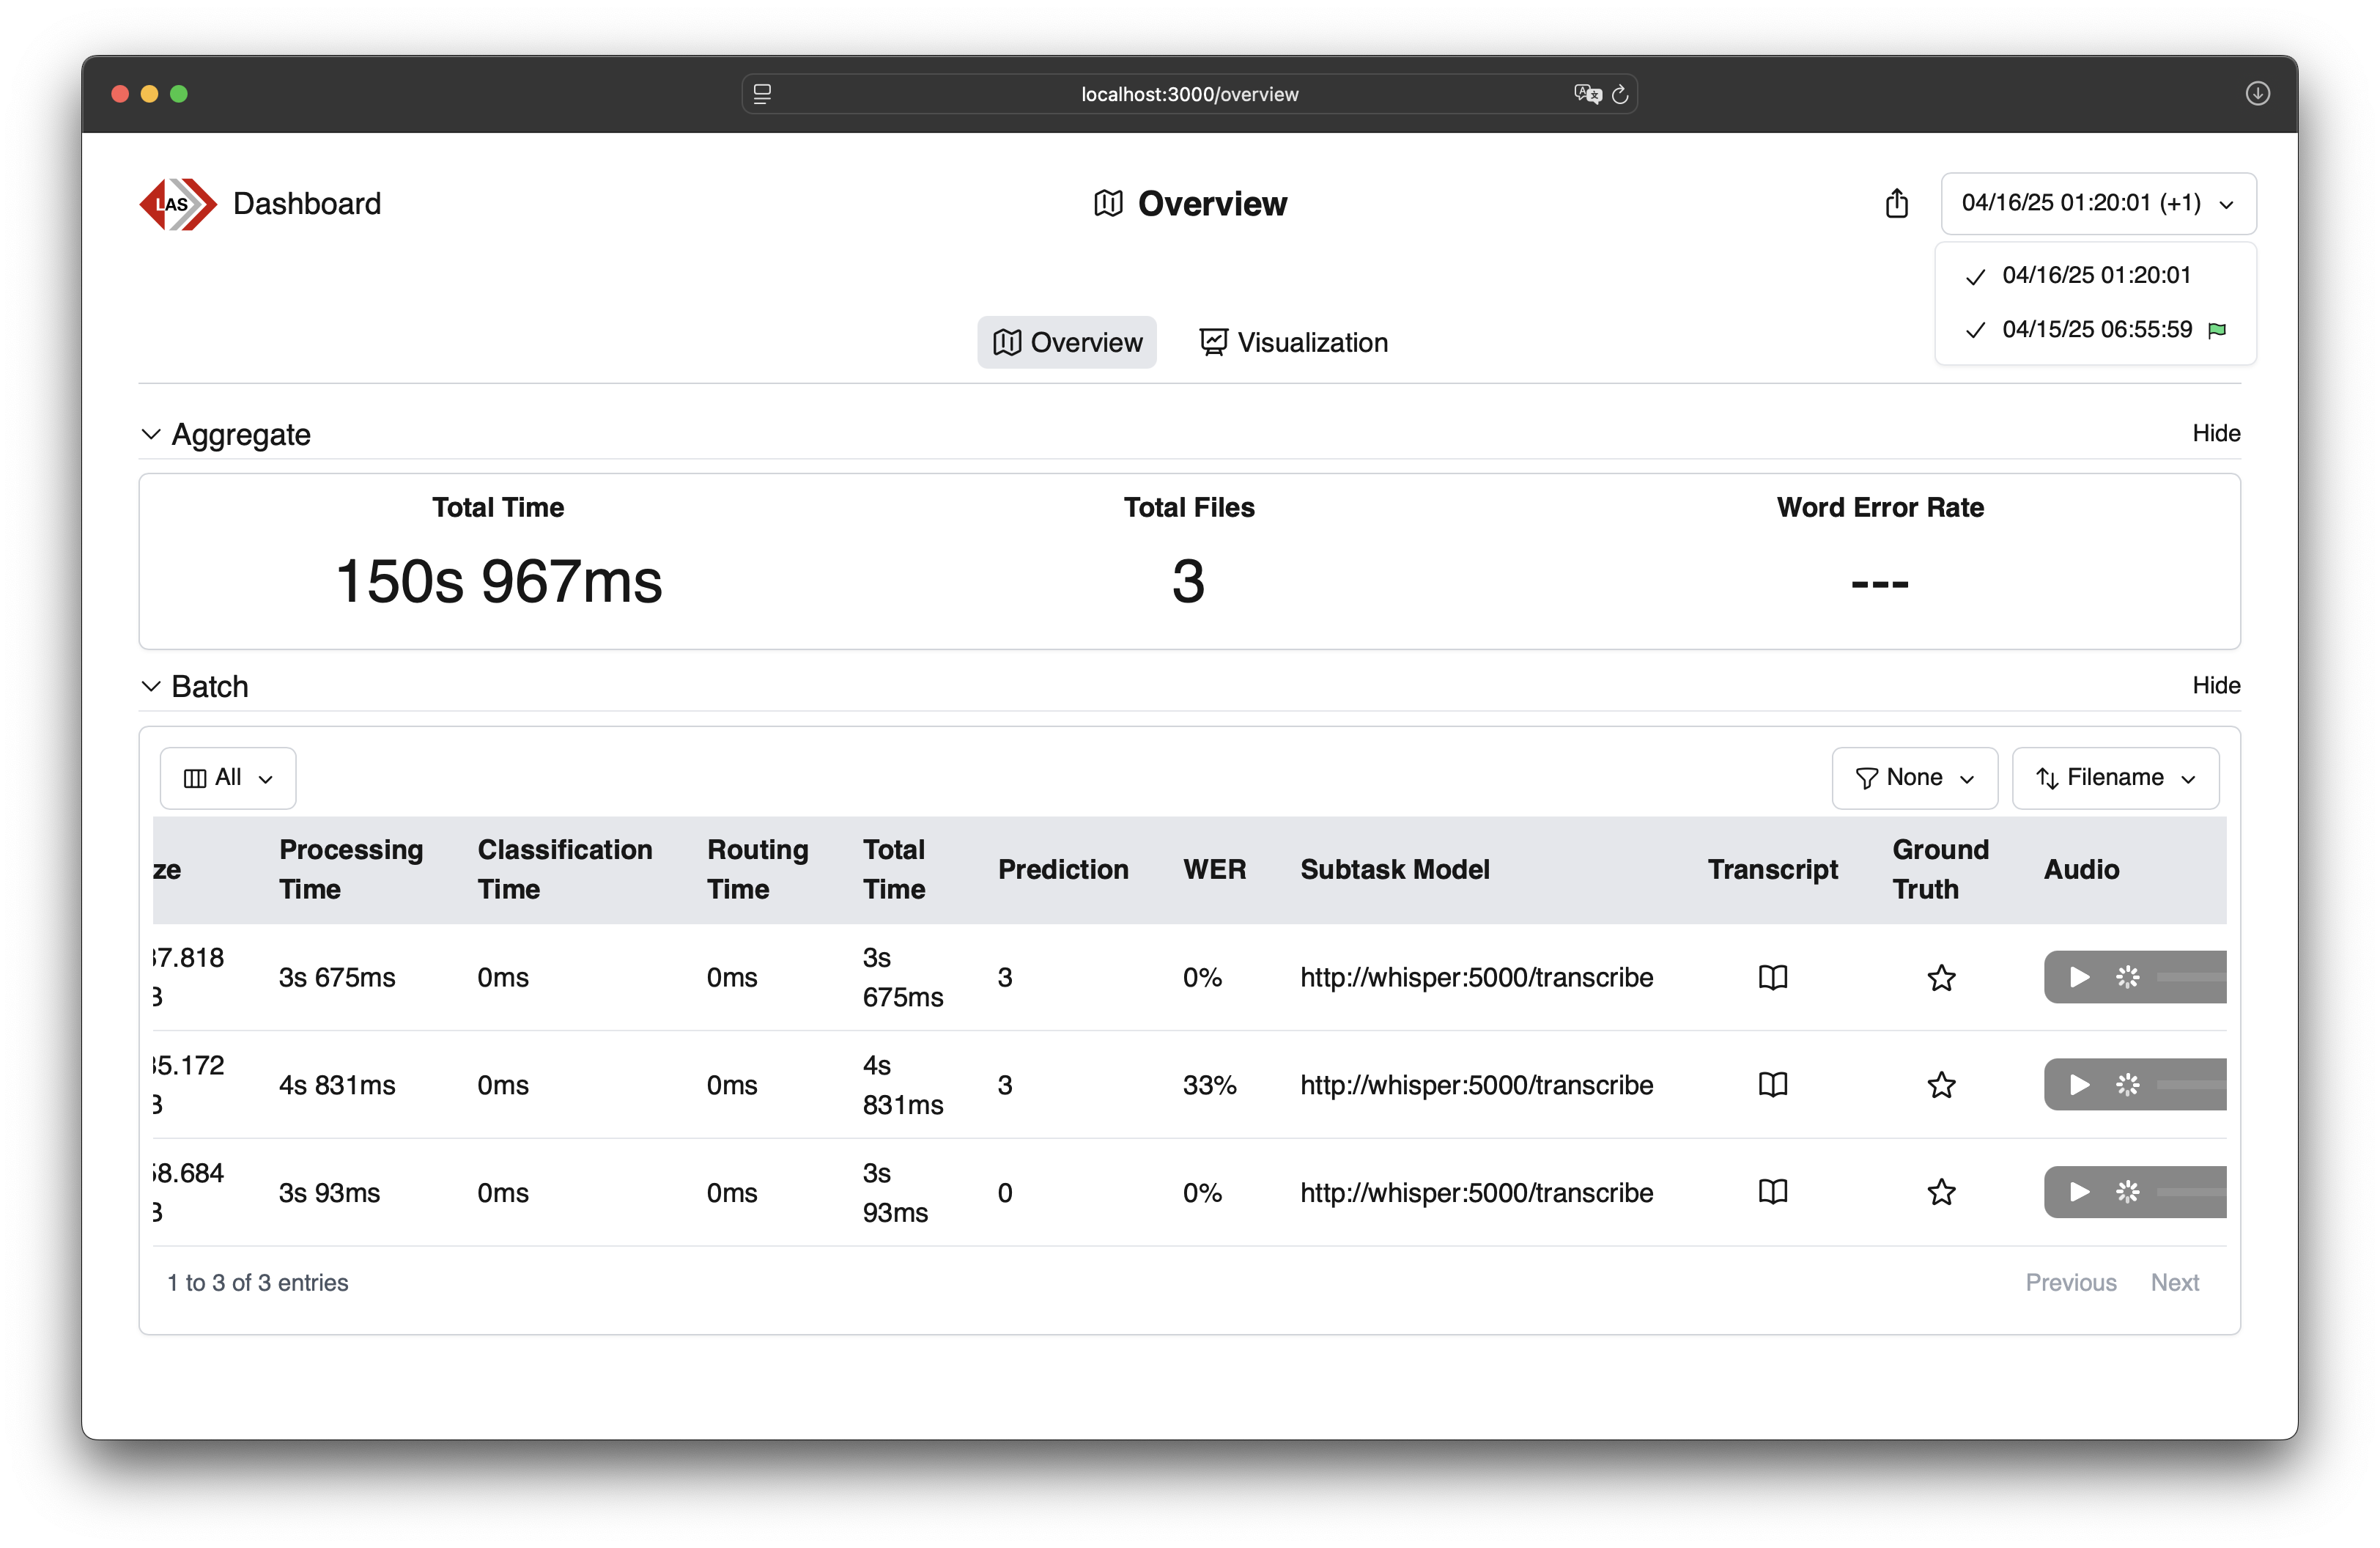 localhost:3000/overview
LAS
Dashboard
Overview
04/16/25 01:20:01 (+1)
04/16/25 01:20:01
04/15/25 06:55:59
Overview
Visualization
Aggregate
Hide
Total Time
Total Files
Word Error Rate
150s 967ms
3
---
Batch
Hide
All
None
Filename
Processing Time
Classification Time
Routing Time
Total Time
Prediction
WER
Subtask Model
Transcript
Ground Truth
Audio
7.818
3s 675ms
0ms
0ms
3s 675ms
3
0%
http://whisper:5000/transcribe
5.172
4s 831ms
0ms
0ms
4s 831ms
3
33%
http://whisper:5000/transcribe
8.684
3s 93ms
0ms
0ms
3s 93ms
0
0%
http://whisper:5000/transcribe
1 to 3 of 3 entries
Previous
Next